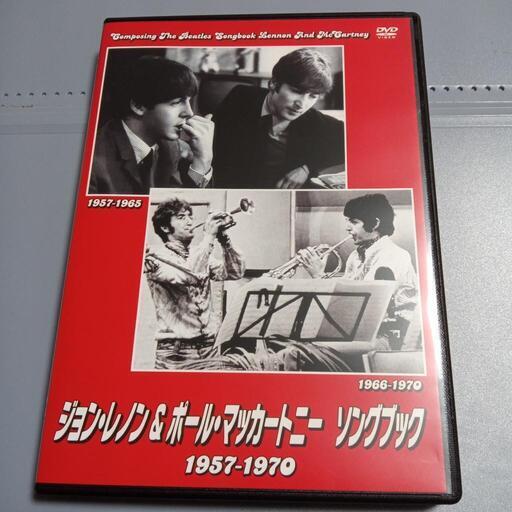 Composing The Beatles Songbook Lennon And McCartney
DVD
VIDEO
1957-1965
1966-1970
ジョン・レノン & ポール・マッカートニー ソングブック
1957-1970